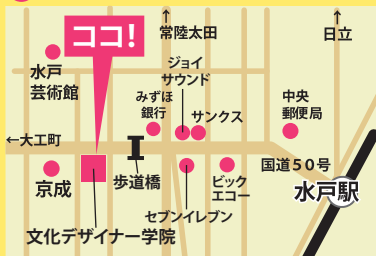 ココ!
↑
常陸太田
↑
日立
水戸
芸術館
ジョイ
サウンド
みずほ
銀行
サンクス
中央
郵便局
←大工町
国道50号
京成
歩道橋
ビック
エコー
水戸駅
セブンイレブン
文化デザイナー学院